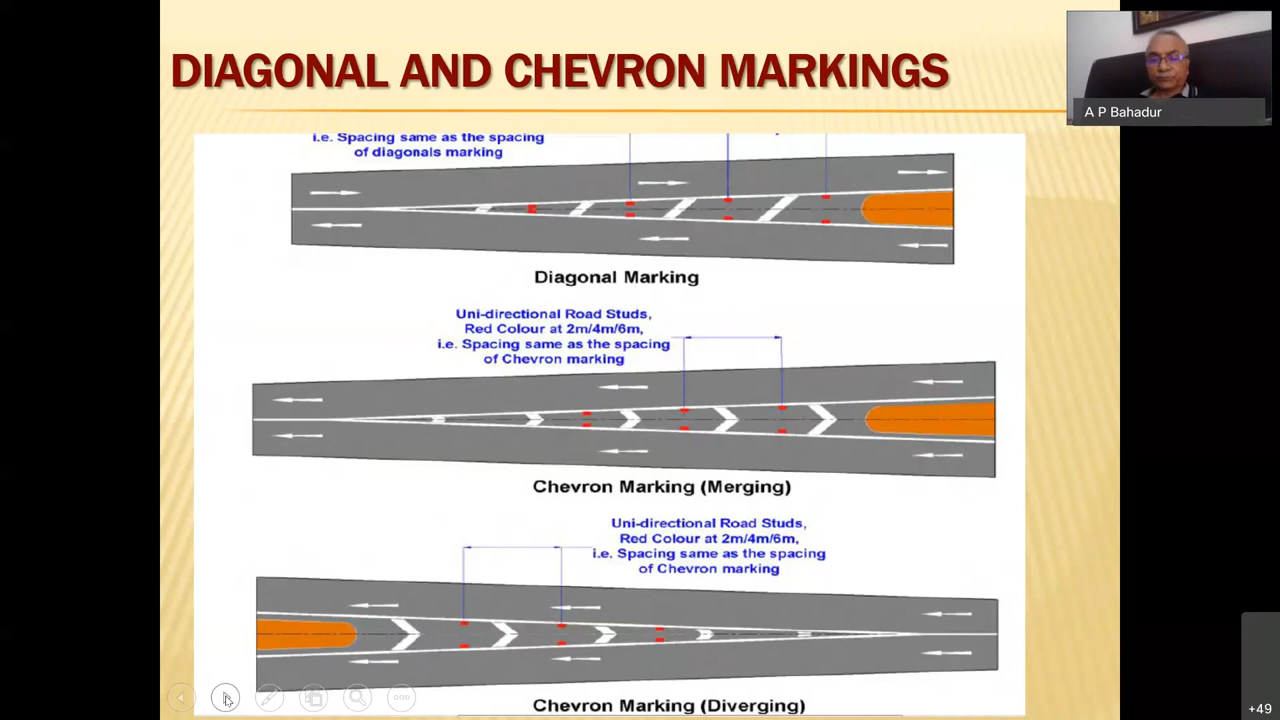 DIAGONAL AND CHEVRON MARKINGS
A P Bahadur
i.e. Spacing same as the spacing
of diagonals marking
Diagonal Marking
Uni-directional Road Studs,
Red Colour at 2m/4m/6m,
i.e. Spacing same as the spacing
of Chevron marking
Chevron Marking (Merging)
Uni-directional Road Studs,
Red Colour at 2m/4m/6m,
i.e. Spacing same as the spacing
of Chevron marking
Chevron Marking (Diverging)
+49